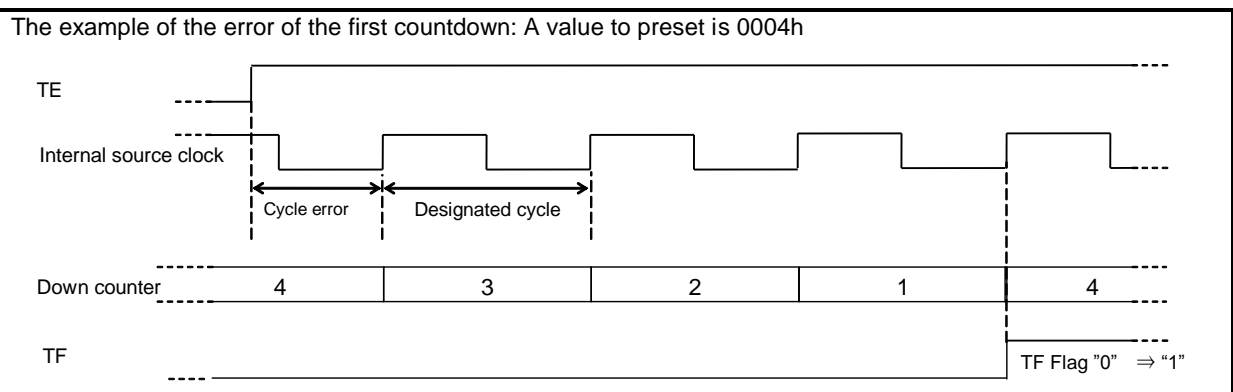 The example of the error of the first countdown: A value to preset is 0004h
TE
Internal source clock
Cycle error
Designated cycle
Down counter
4
3
2
1
4
TF
TF Flag ”0” ⇒ “1”